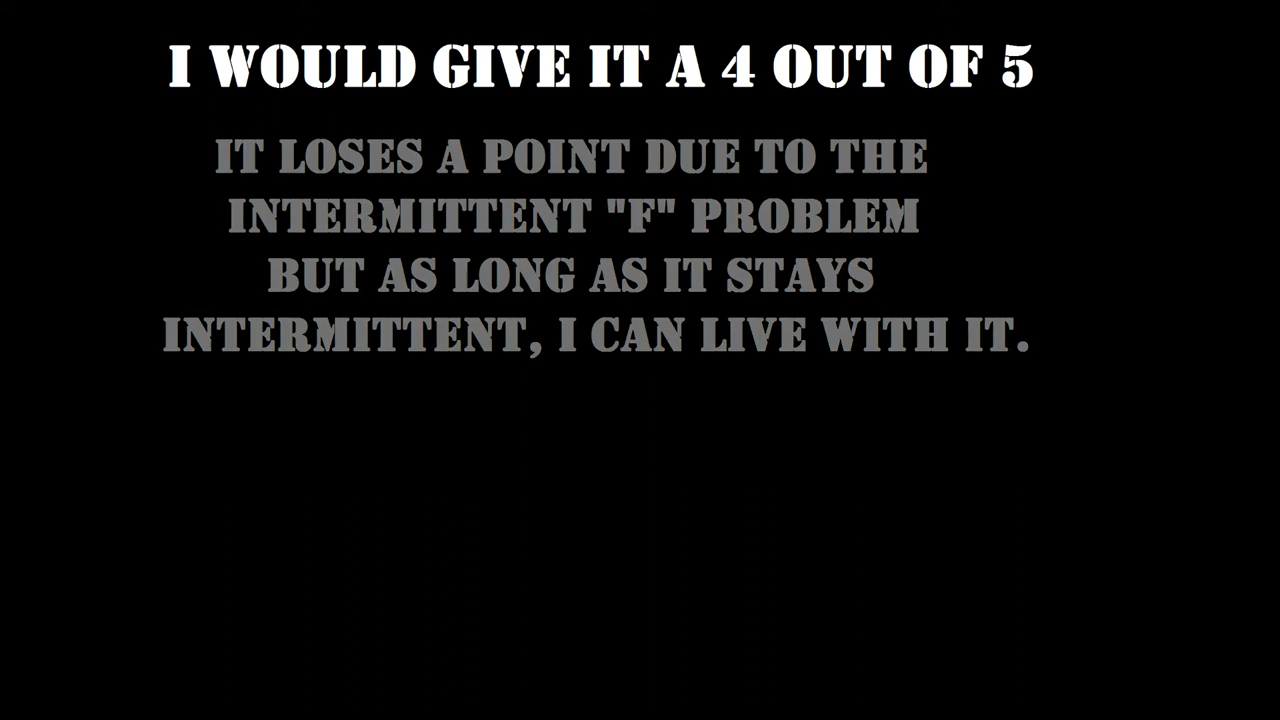 I WOULD GIVE IT A 4 OUT OF 5
IT LOSES A POINT DUE TO THE
INTERMITTENT "F" PROBLEM
BUT AS LONG AS IT STAYS
INTERMITTENT, I CAN LIVE WITH IT.